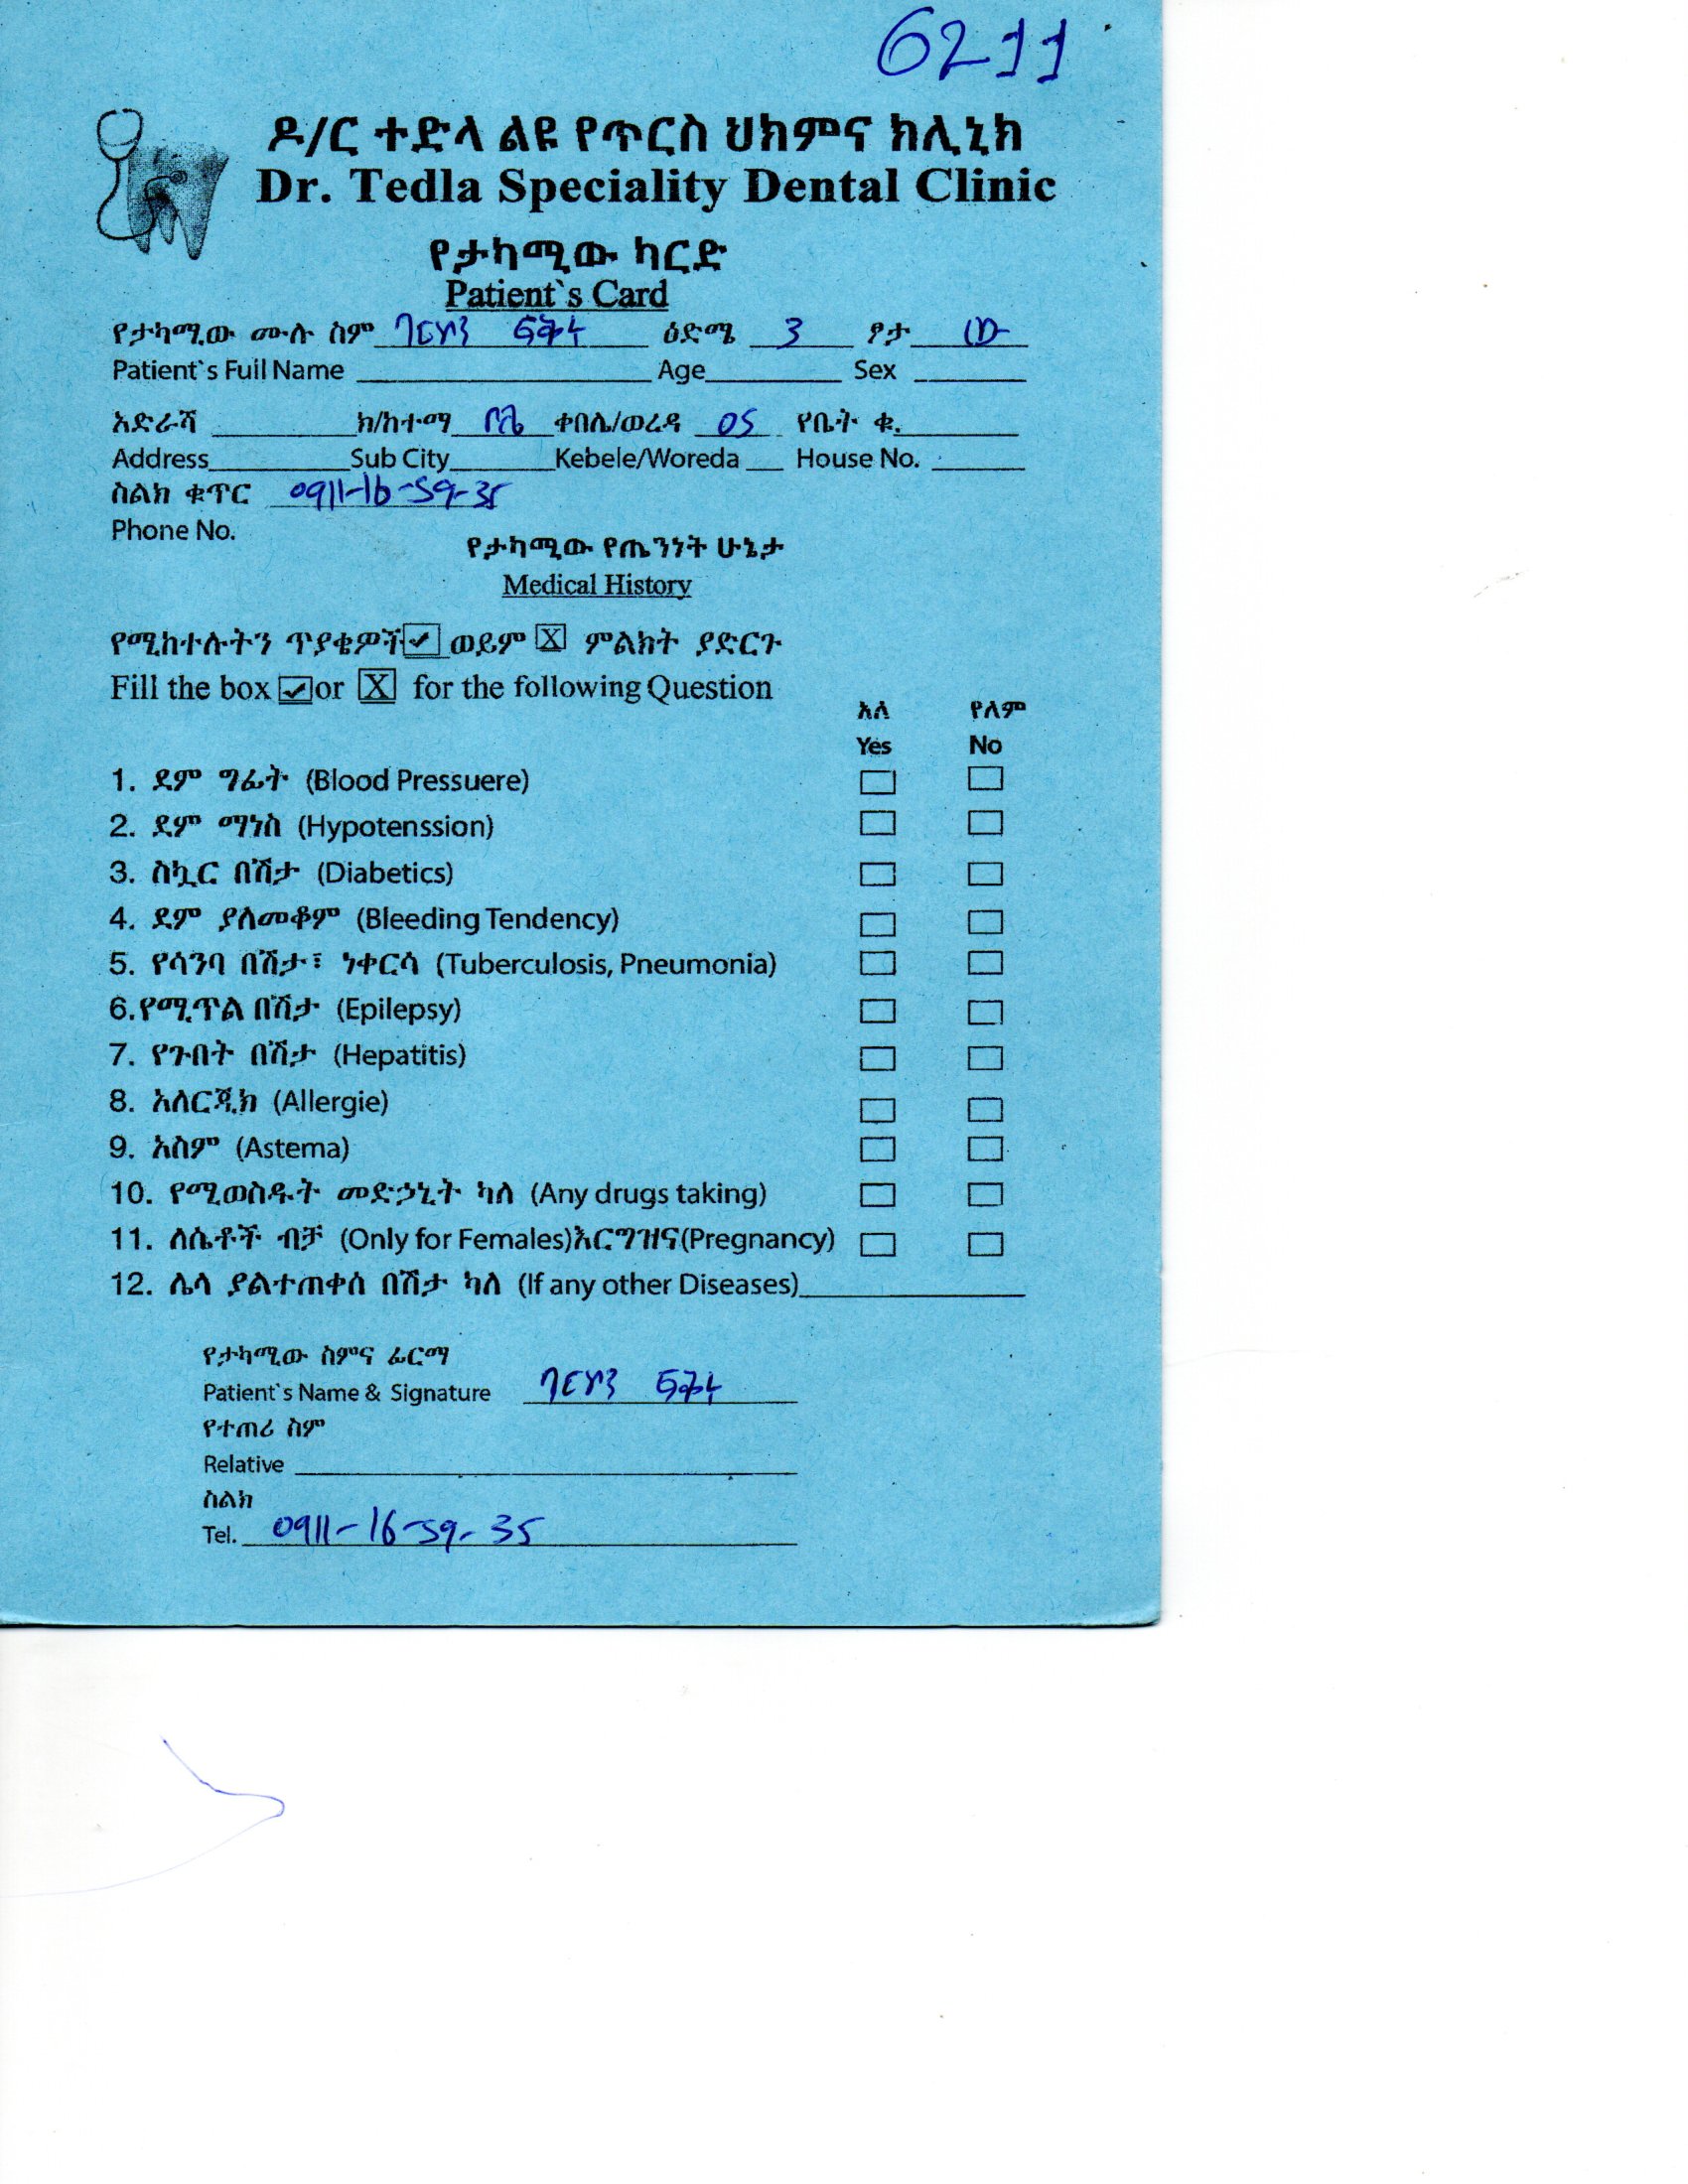 6211
ዶ/ር ተድላ ልዩ የጥርስ ህክምና ክሊኒክ
Dr. Tedla Speciality Dental Clinic
የታካሚው ካርድ
Patient`s Card
የታካሚው ሙሉ ስም ዕድሜ 3 ፆታ ወ
Patient`s Full Name Age Sex
አድራሻ ክ/ከተማ ቦሌ ቀበሌ/ወረዳ 05 የቤት ቁ.
Address Sub City Kebele/Woreda House No.
ስልክ ቁጥር 0911-16-59-35
Phone No.
የታካሚው የጤንነት ሁኔታ
Medical History
የሚከተሉትን ጥያቄዎች ✓ ወይም X ምልክት ያድርጉ
Fill the box ✓ or X for the following Question
አለ የለም
Yes No
1. ደም ግፊት (Blood Pressuere)
2. ደም ማነስ (Hypotenssion)
3. ስኳር በሽታ (Diabetics)
4. ደም ያለመቆም (Bleeding Tendency)
5. የሳንባ በሽታ፣ ነቀርሳ (Tuberculosis, Pneumonia)
6.የሚጥል በሽታ (Epilepsy)
7. የጉበት በሽታ (Hepatitis)
8. አለርጂክ (Allergie)
9. አስም (Astema)
10. የሚወስዱት መድኃኒት ካለ (Any drugs taking)
11. ለሴቶች ብቻ (Only for Females)እርግዝና(Pregnancy)
12. ሌላ ያልተጠቀሰ በሽታ ካለ (If any other Diseases)
የታካሚው ስምና ፊርማ
Patient`s Name & Signature
የተጠሪ ስም
Relative
ስልክ
Tel. 0911-16-59-35